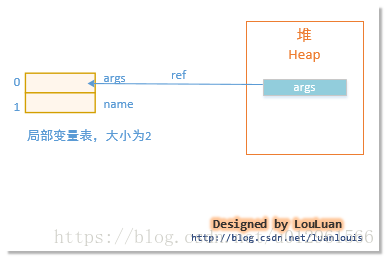 堆
Heap
0
args
ref
args
1
name
局部变量表，大小为2
Designed by LouLuan
http://blog.csdn.net/luanlouis